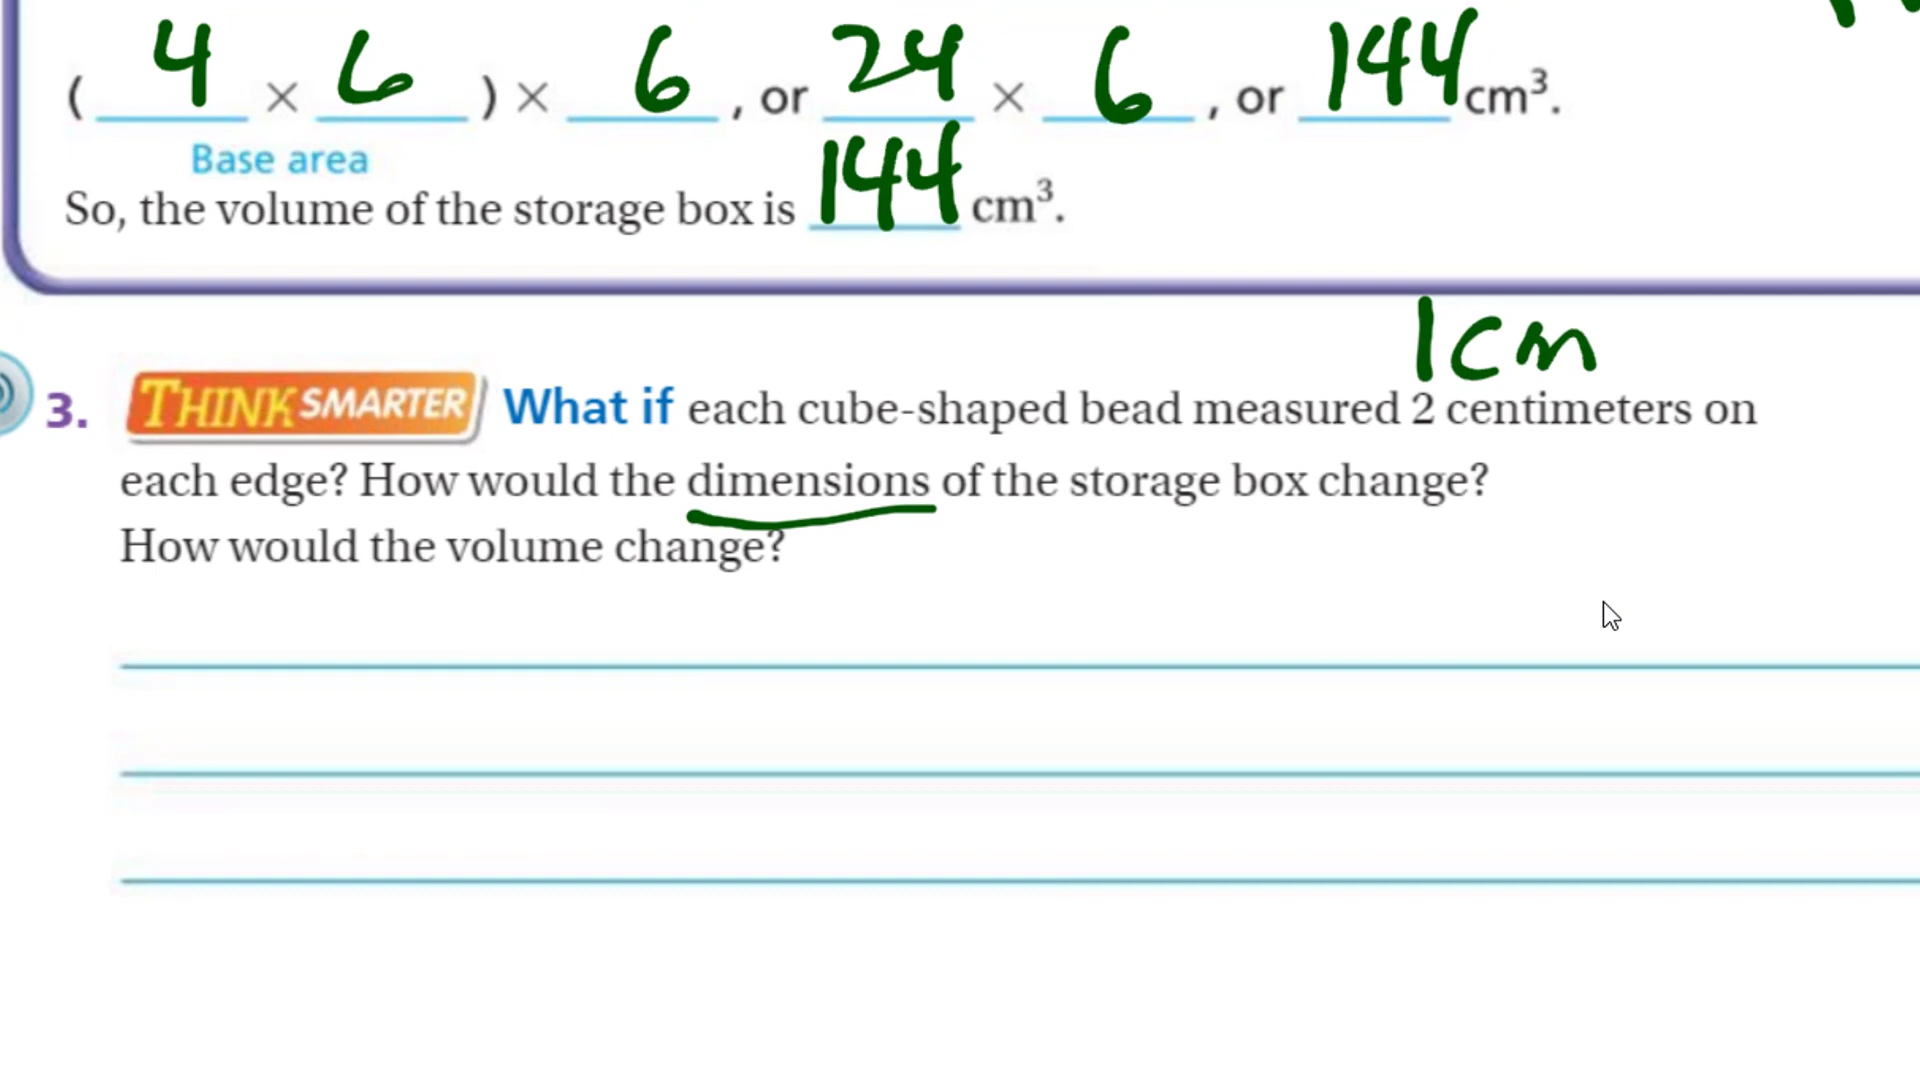 ( 4 × 6 ) × 6 , or 24 × 6 , or 144 cm³.
Base area
So, the volume of the storage box is 144 cm³.
1cm
3. THINK SMARTER What if each cube-shaped bead measured 2 centimeters on
each edge? How would the dimensions of the storage box change?
How would the volume change?